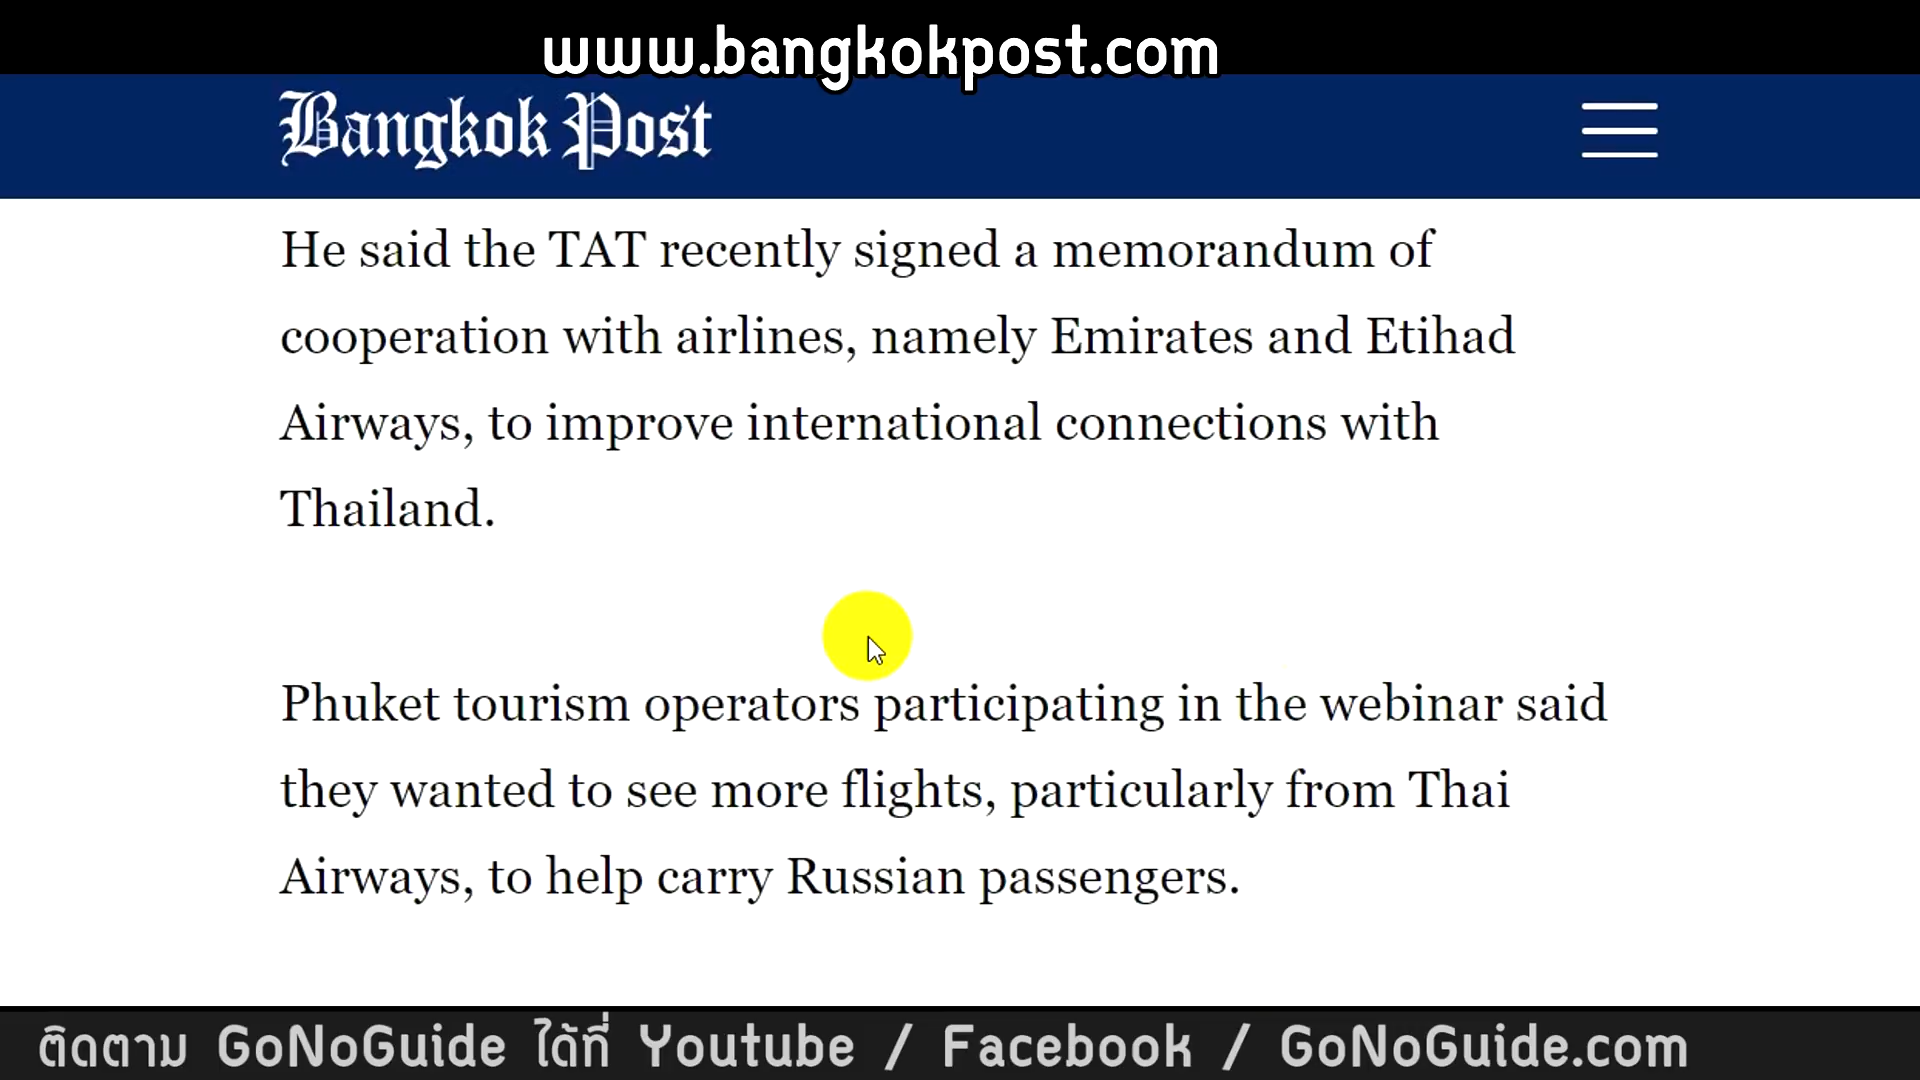 www.bangkokpost.com
Bangkok Post
He said the TAT recently signed a memorandum of
cooperation with airlines, namely Emirates and Etihad
Airways, to improve international connections with
Thailand.
Phuket tourism operators participating in the webinar said
they wanted to see more flights, particularly from Thai
Airways, to help carry Russian passengers.
ติดตาม GoNoGuide ได้ที่ Youtube / Facebook / GoNoGuide.com